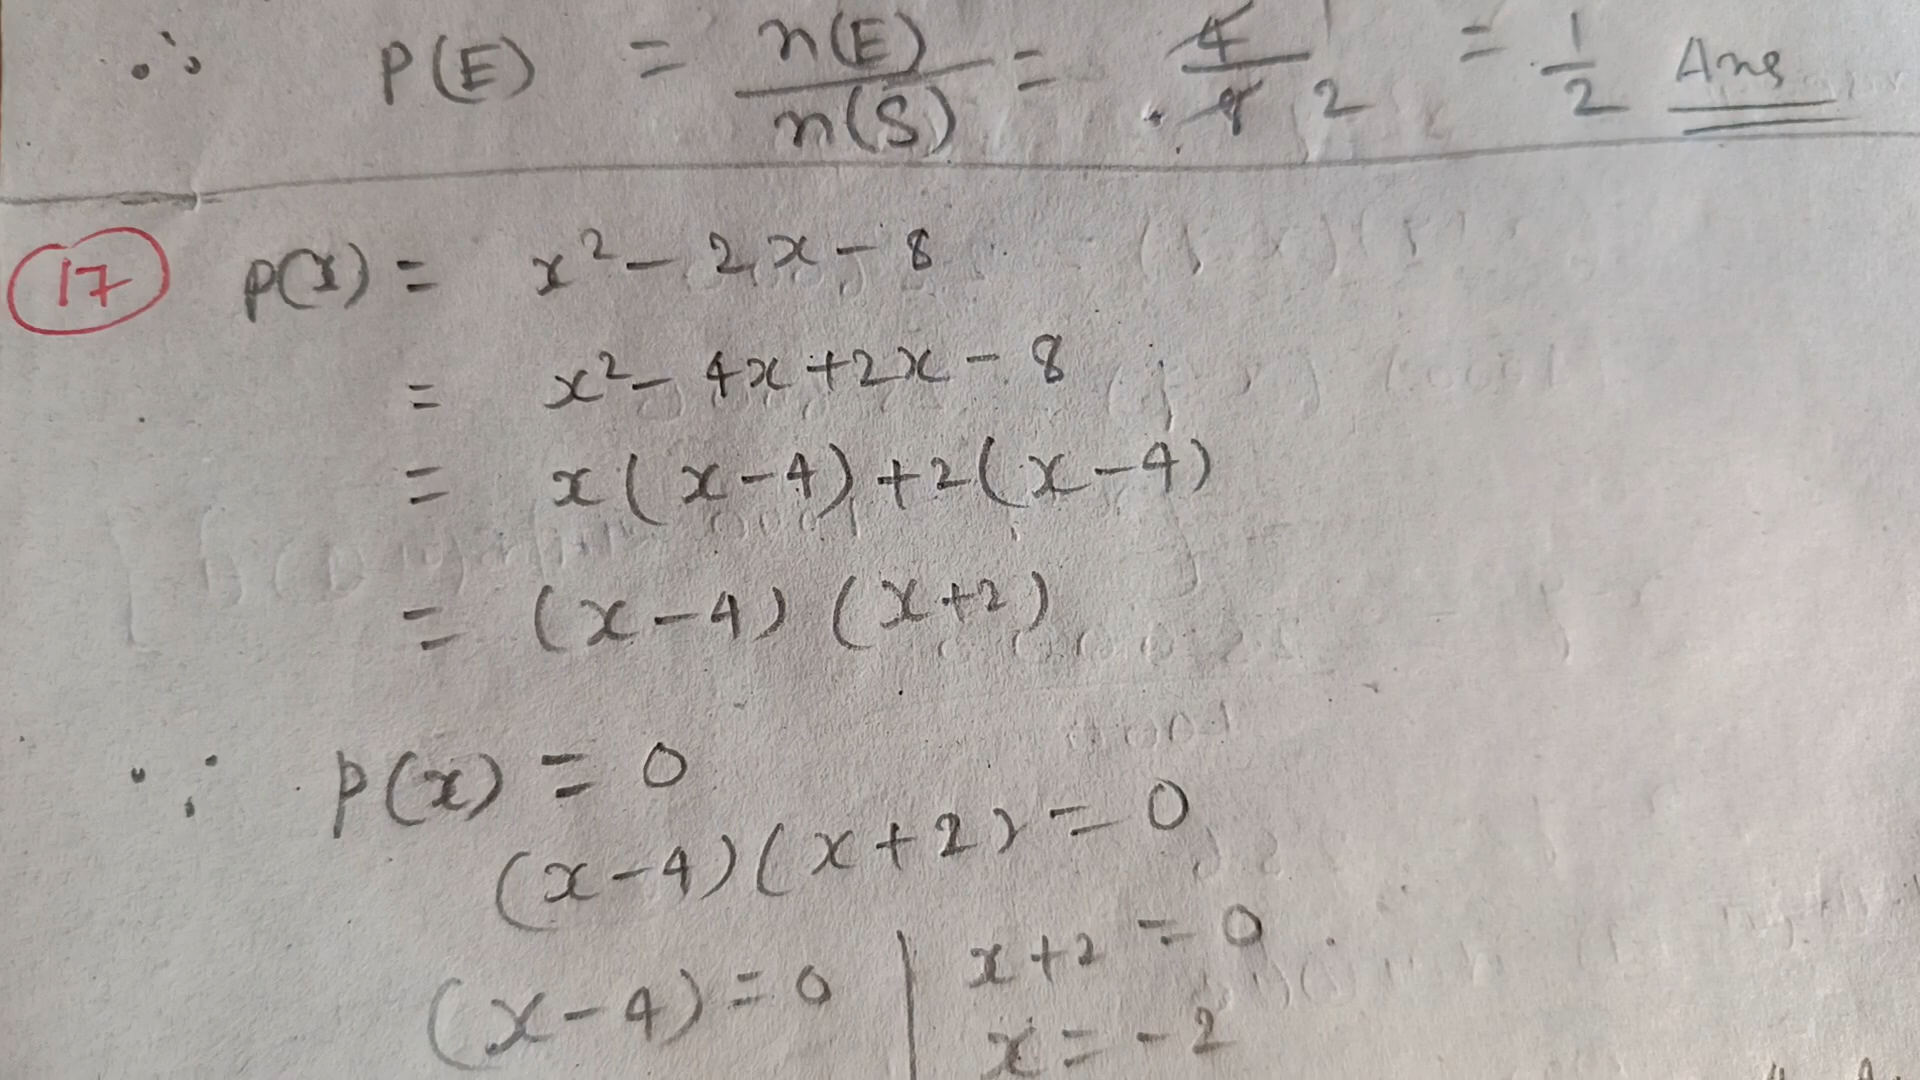 ∴ P(E) = n(E)/n(S) = 4/8 2 1 = 1/2 Ans
17 P(x) = x² - 2x - 8
= x² - 4x + 2x - 8
= x(x-4) + 2(x-4)
= (x-4) (x+2)
∵ P(x) = 0
(x-4)(x+2) = 0
(x-4) = 0 | x+2 = 0
x = -2